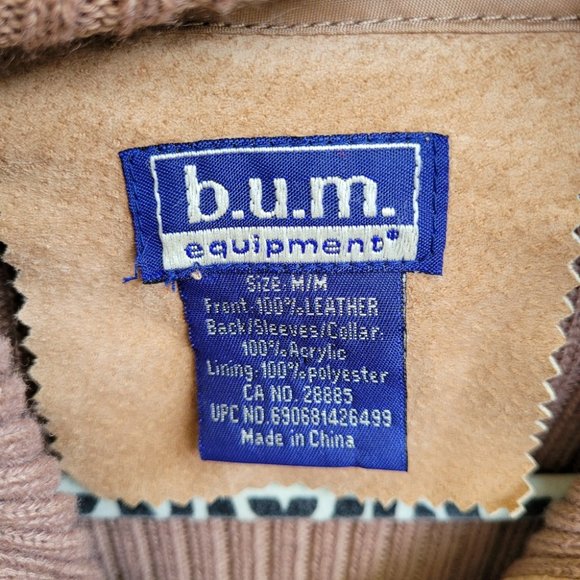 b.u.m.
equipment®
Size: M/M
Front: 100% LEATHER
Back/Sleeves/Collar:
100% Acrylic
Lining: 100% polyester
CA NO. 28885
UPC NO. 690681426499
Made in China